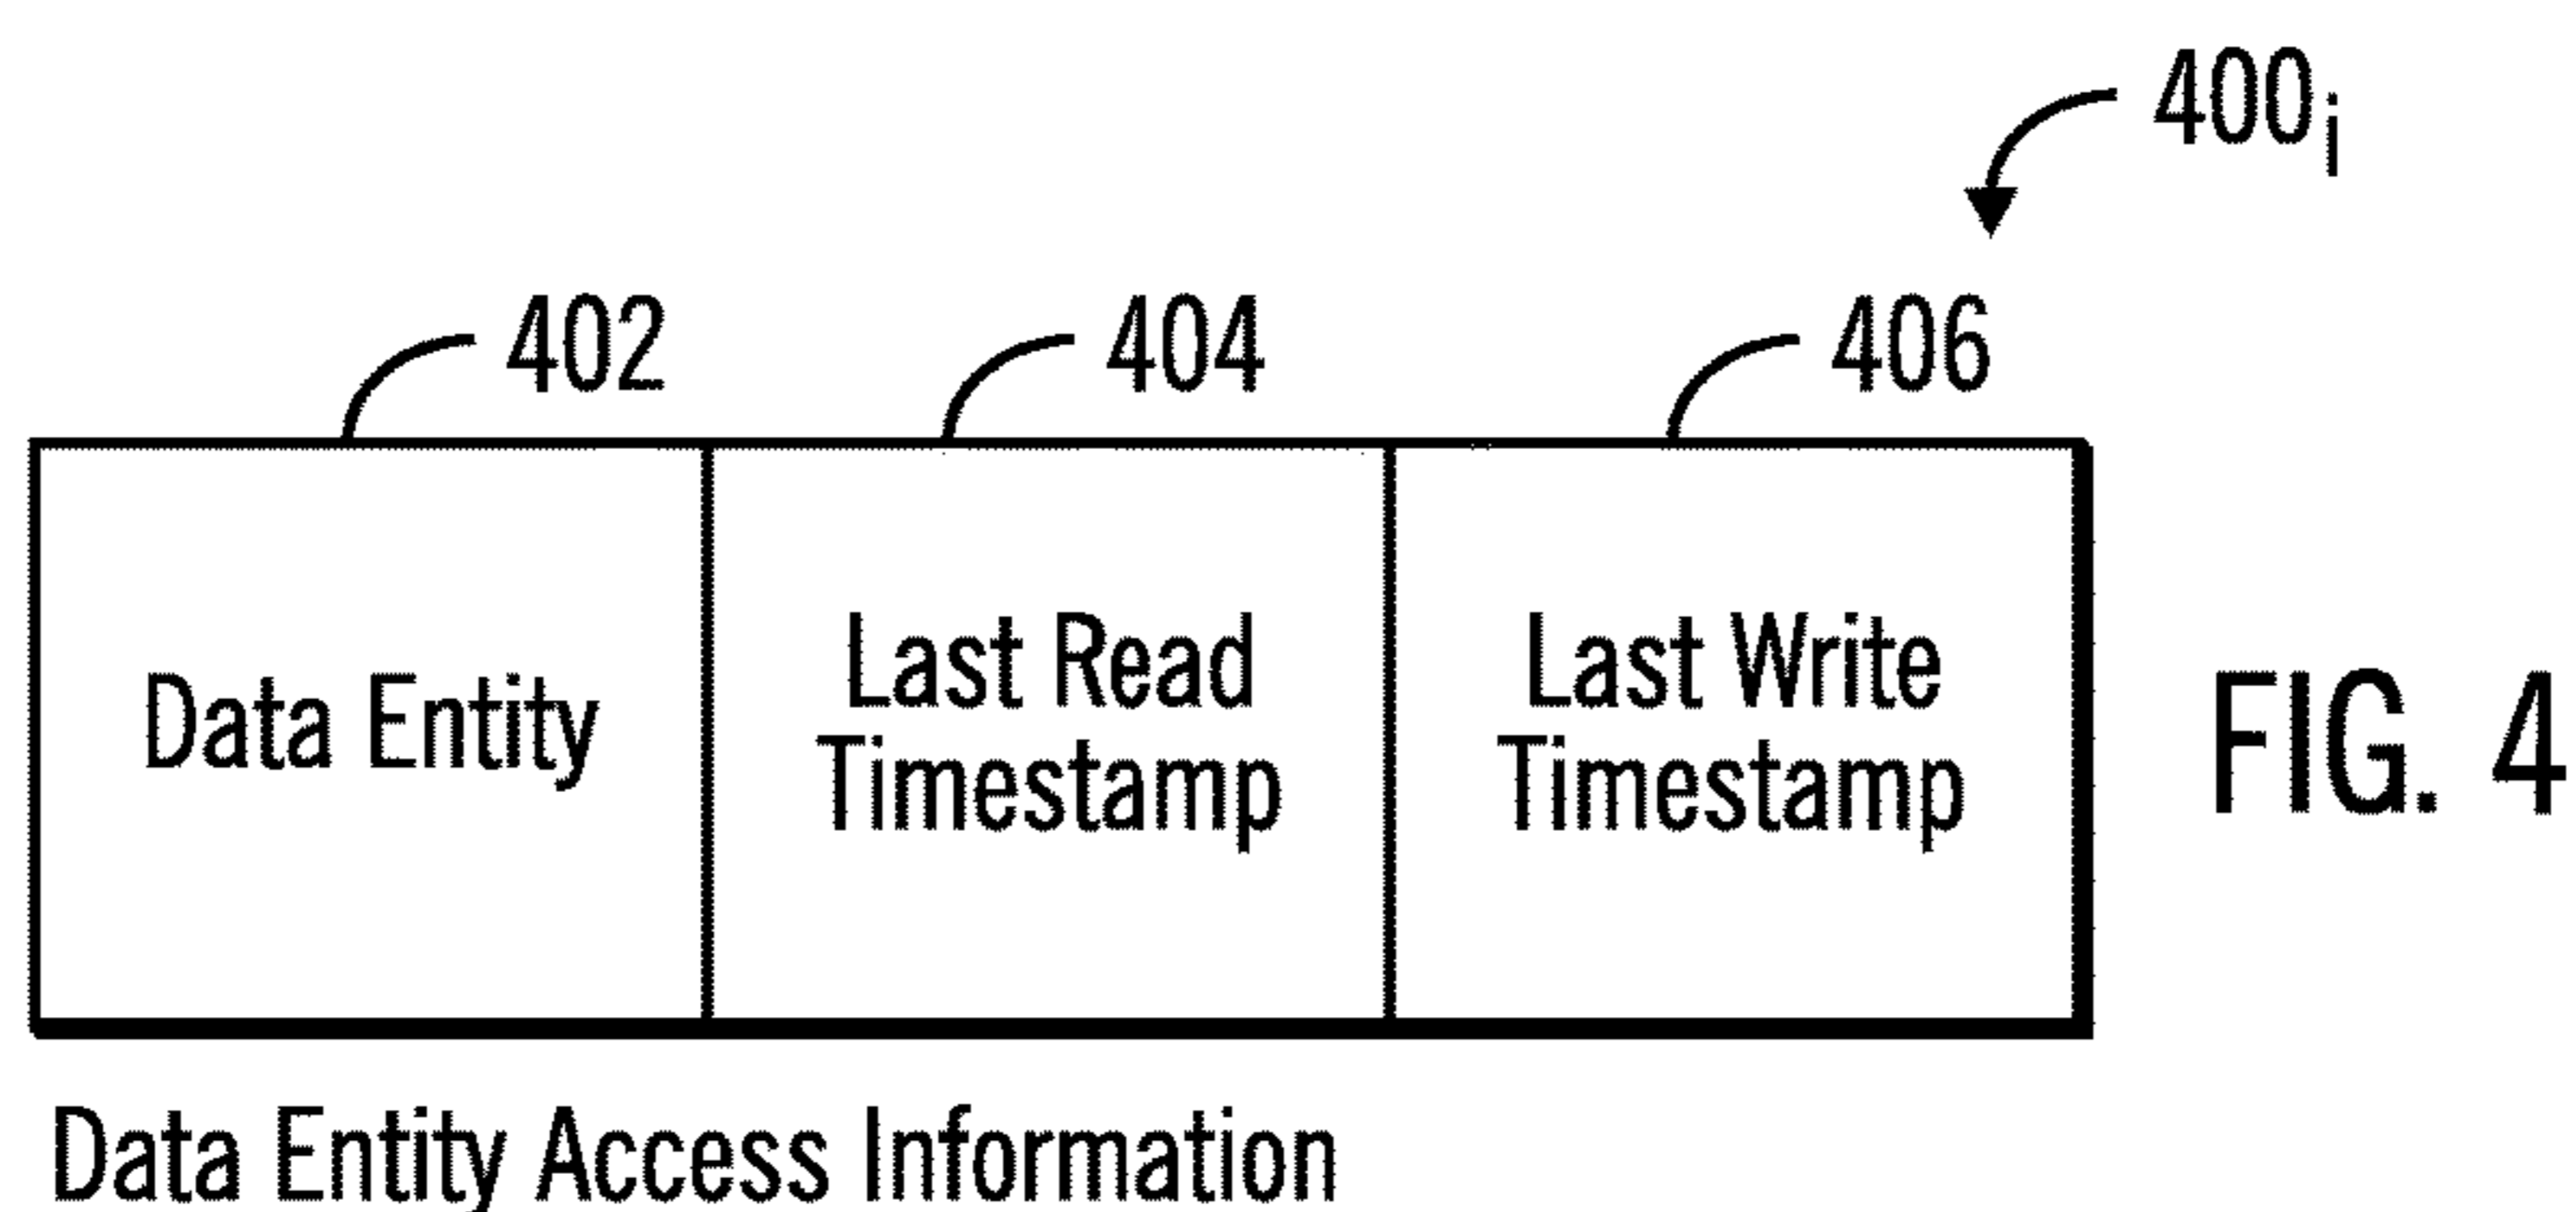 400i
402
404
406
Data Entity
Last Read
Timestamp
Last Write
Timestamp
FIG. 4
Data Entity Access Information